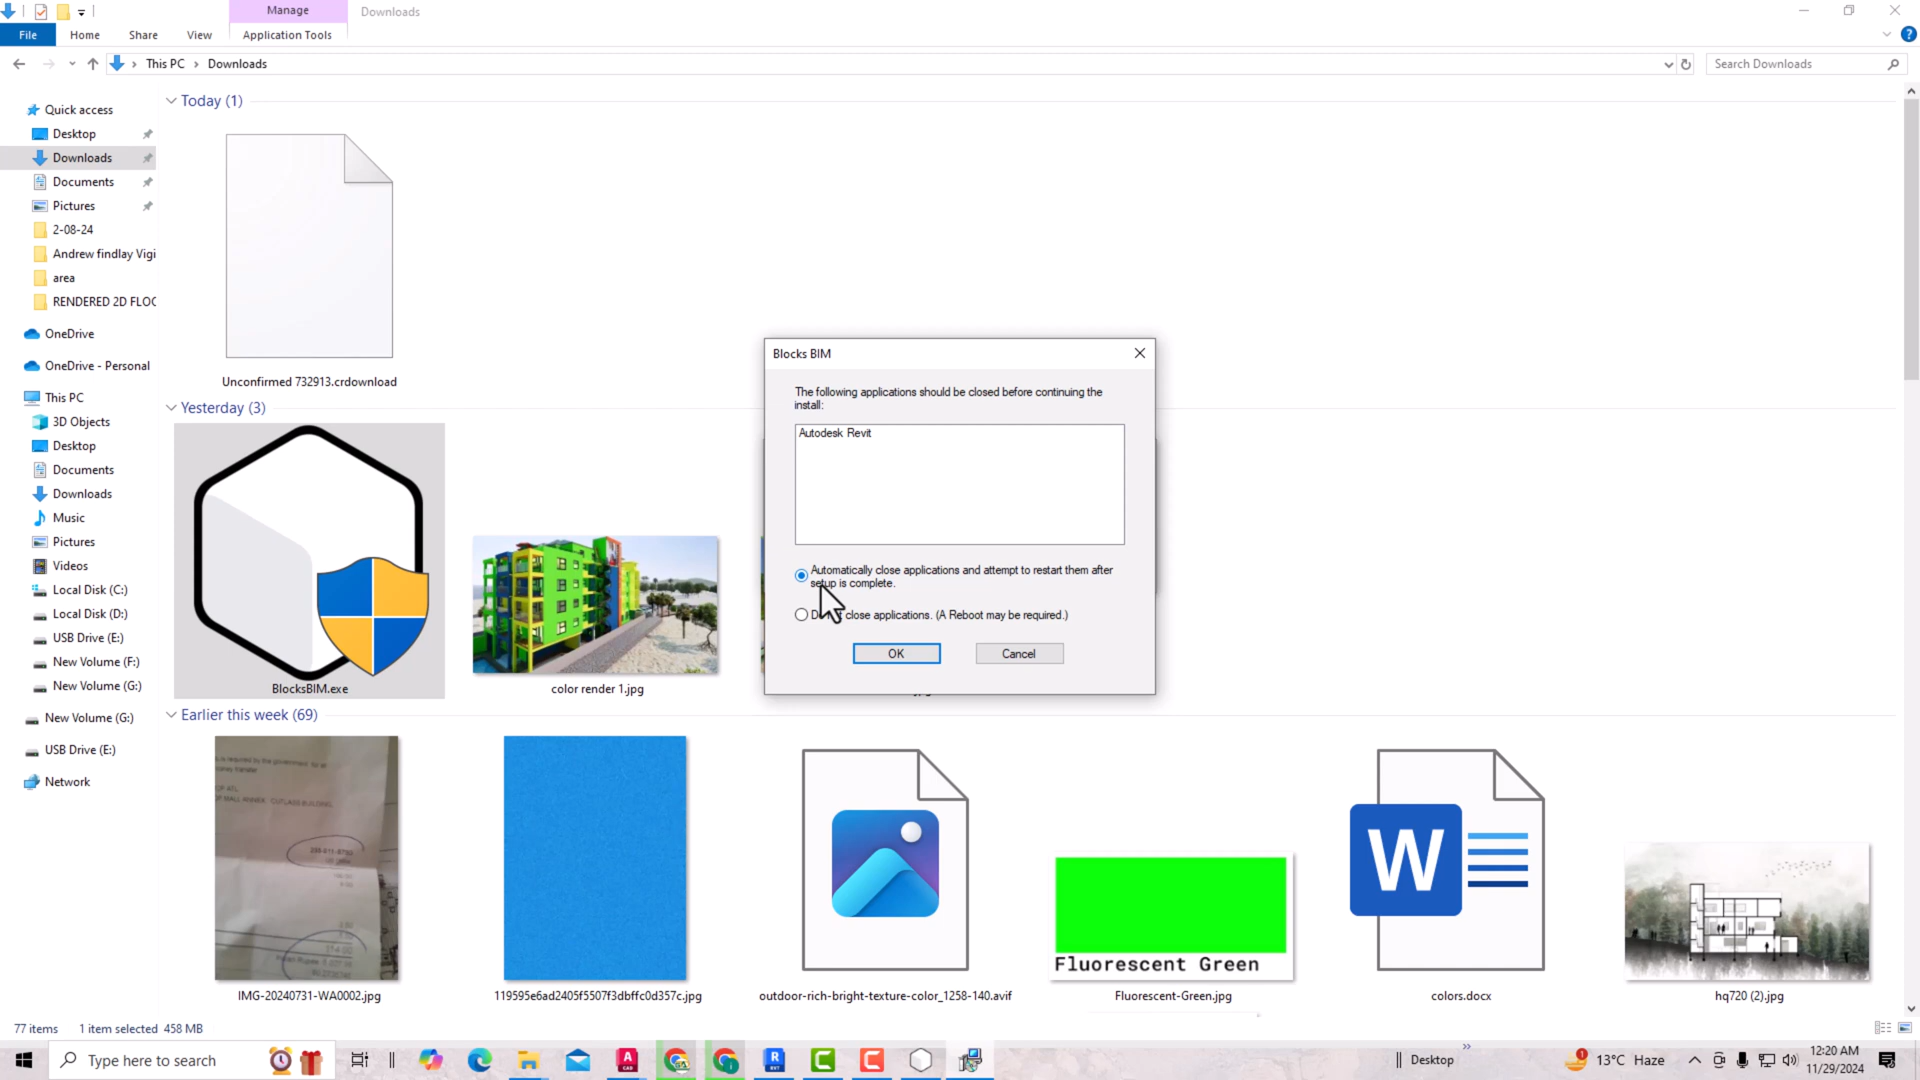 Manage
Downloads
File
Home
Share
View
Application Tools
This PC
Downloads
Search Downloads
Quick access
Desktop
Downloads
Documents
Pictures
2-08-24
Andrew findlay Vigi
area
RENDERED 2D FLOO
OneDrive
OneDrive - Personal
This PC
3D Objects
Desktop
Documents
Downloads
Music
Pictures
Videos
Local Disk (C:)
Local Disk (D:)
USB Drive (E:)
New Volume (F:)
New Volume (G:)
New Volume (G:)
USB Drive (E:)
Network
Today (1)
Unconfirmed 732913.crdownload
Yesterday (3)
BlocksBIM.exe
color render 1.jpg
Blocks BIM
The following applications should be closed before continuing the
install:
Autodesk Revit
Automatically close applications and attempt to restart them after
setup is complete.
close applications. (A Reboot may be required.)
OK
Cancel
Earlier this week (69)
Fluorescent Green
W
IMG-20240731-WA0002.jpg
119595e6ad2405f5507f3dbffc0d357c.jpg
outdoor-rich-bright-texture-color_1258-140.avif
Fluorescent-Green.jpg
colors.docx
hq720 (2).jpg
77 items
1 item selected 458 MB
Type here to search
Desktop
13°C Haze
12:20 AM
11/29/2024